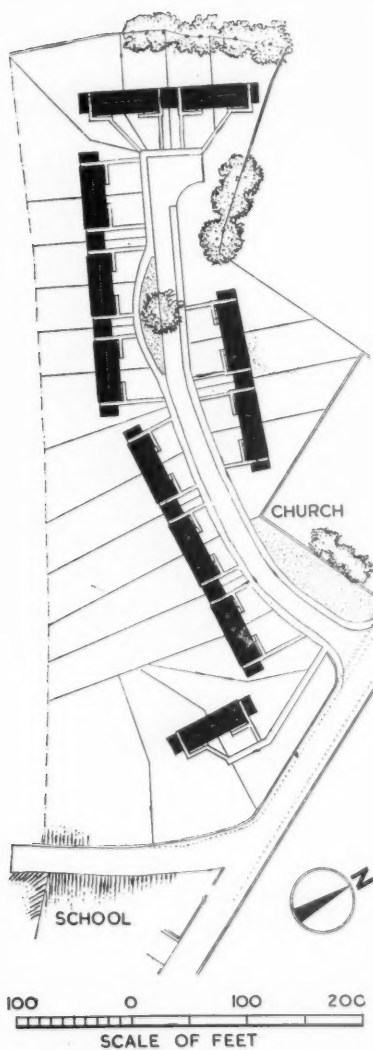 CHURCH
N
SCHOOL
100 0 100 200
SCALE OF FEET